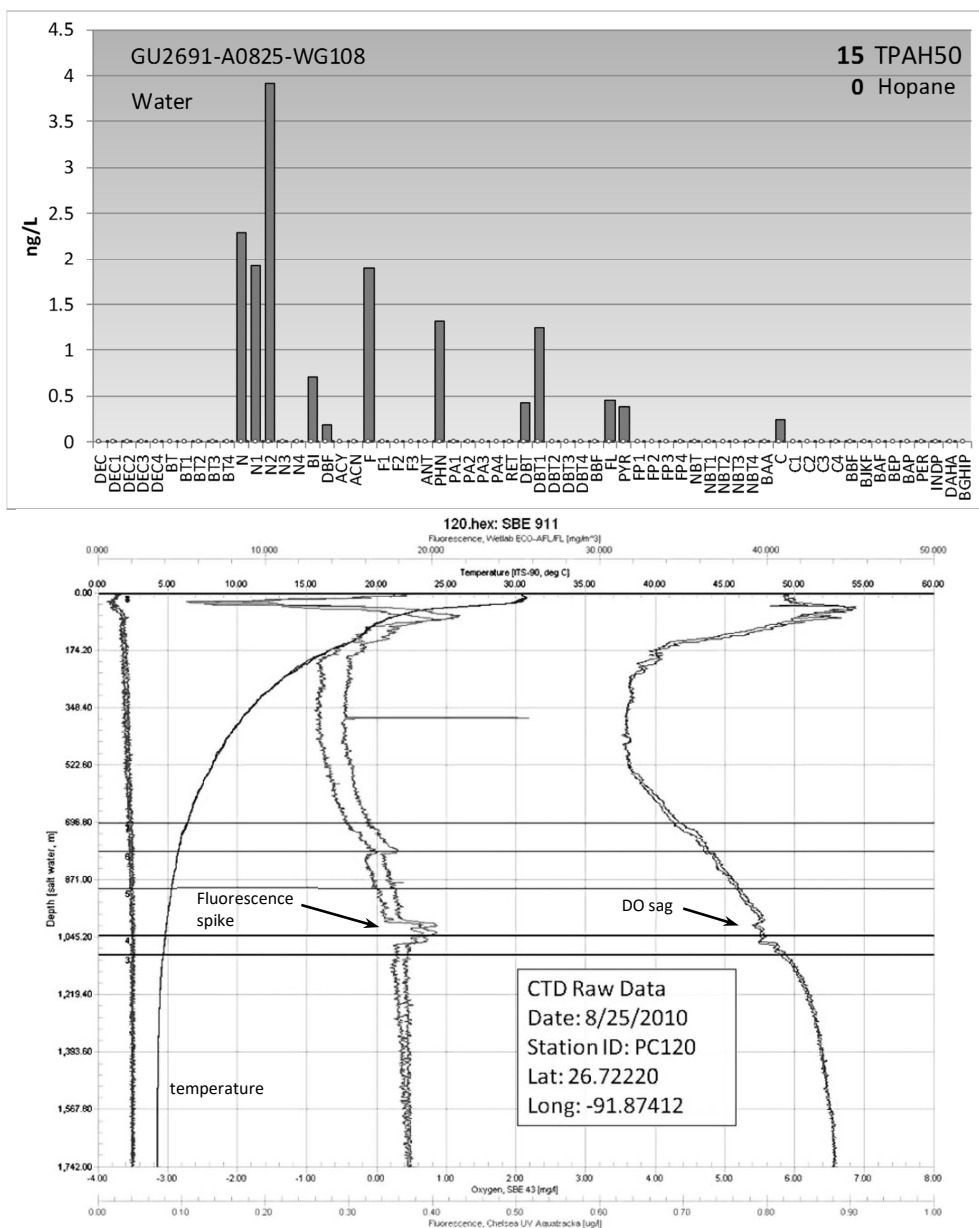 GU2691-A0825-WG108
Water
15 TPAH50
0 Hopane
4.5
4
3.5
3
2.5
2
1.5
1
0.5
0
ng/L
DEC DEC1 DEC2 DEC3 DEC4 BT BT1 BT2 BT3 BT4 N N1 N2 N3 N4 BI DBF ACY ACN F F1 F2 F3 ANT PHN PA1 PA2 PA3 PA4 RET DBT DBT1 DBT2 DBT3 DBT4 BBF FL PYR FP1 FP2 FP3 FP4 NBT NBT1 NBT2 NBT3 NBT4 BAA C C1 C2 C3 C4 BBF BJKF BAF BEP BAP PER INDP DAHA BGHIP
120.hex: SBE 911
Fluorescence, Wetlab ECO-AFL/FL [mg/m^3]
0.000 10.000 20.000 30.000 40.000 50.000
Temperature [ITS-90, deg C]
0.00 5.00 10.00 15.00 20.00 25.00 30.00 35.00 40.00 45.00 50.00 55.00 60.00
0.00
174.20
348.40
522.60
696.80
871.00
1,045.20
1,219.40
1,393.60
1,567.80
1,742.00
Depth [salt water, m]
8
6
5
4
3
Fluorescence
spike
DO sag
temperature
CTD Raw Data
Date: 8/25/2010
Station ID: PC120
Lat: 26.72220
Long: -91.87412
-4.00 -3.00 -2.00 -1.00 0.00 1.00 2.00 3.00 4.00 5.00 6.00 7.00 8.00
Oxygen, SBE 43 [mg/l]
0.00 0.10 0.20 0.30 0.40 0.50 0.60 0.70 0.80 0.90 1.00
Fluorescence, Chelsea UV Aquatracka [ug/l]